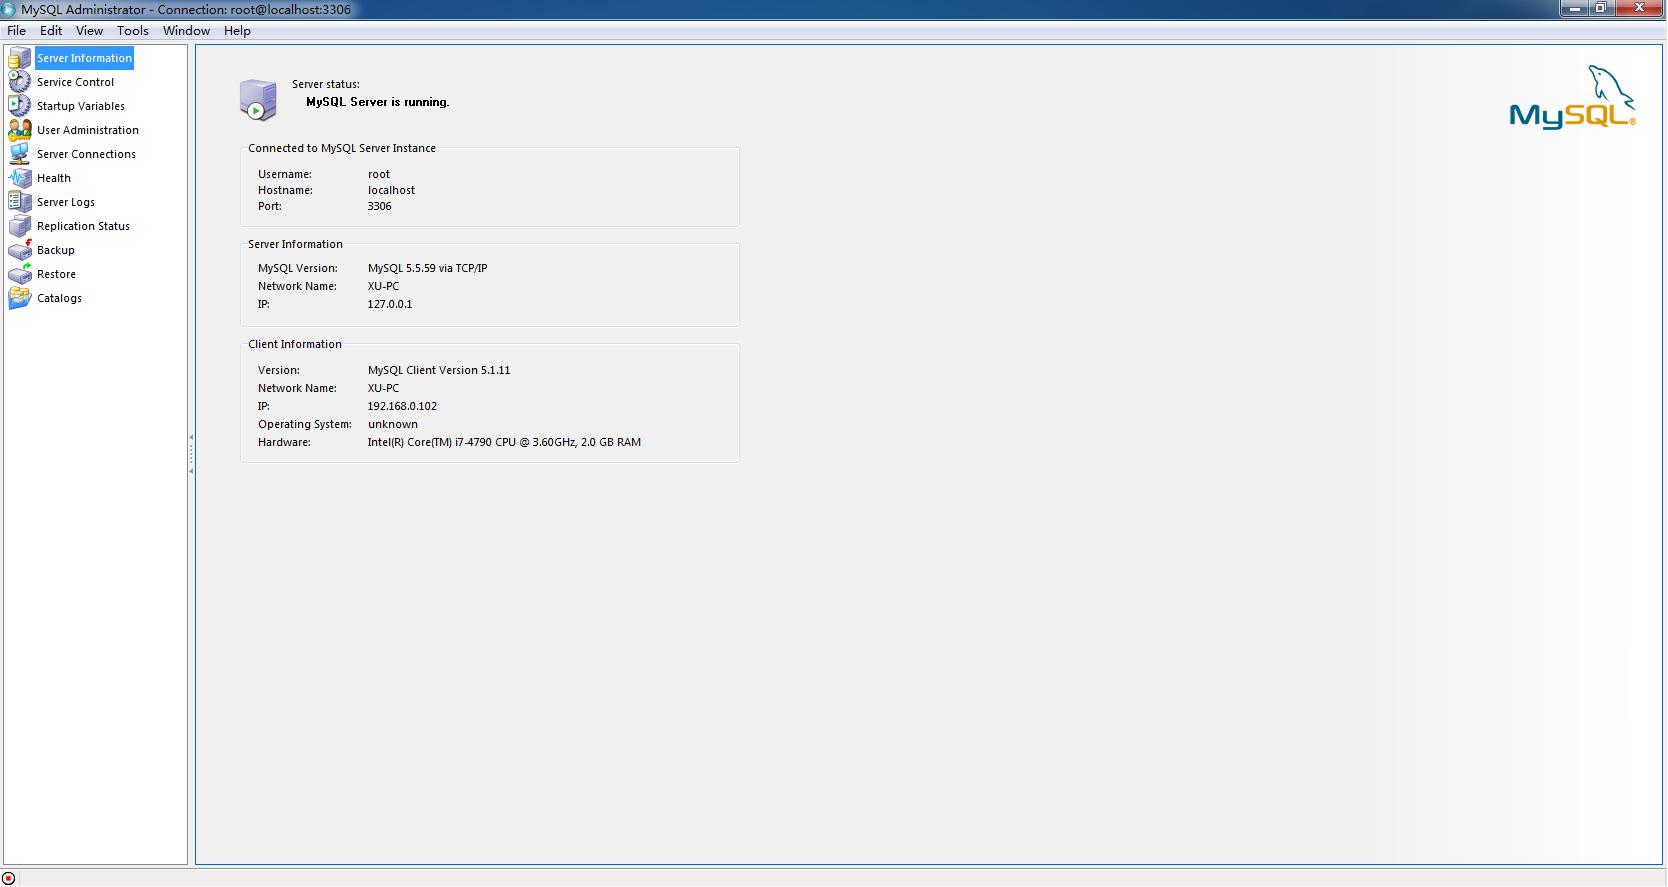 MySQL Administrator - Connection: root@localhost:3306
File Edit View Tools Window Help
Server Information
Service Control
Startup Variables
User Administration
Server Connections
Health
Server Logs
Replication Status
Backup
Restore
Catalogs
Server status:
MySQL Server is running.
MySQL®
Connected to MySQL Server Instance
Username: root
Hostname: localhost
Port: 3306
Server Information
MySQL Version: MySQL 5.5.59 via TCP/IP
Network Name: XU-PC
IP: 127.0.0.1
Client Information
Version: MySQL Client Version 5.1.11
Network Name: XU-PC
IP: 192.168.0.102
Operating System: unknown
Hardware: Intel(R) Core(TM) i7-4790 CPU @ 3.60GHz, 2.0 GB RAM